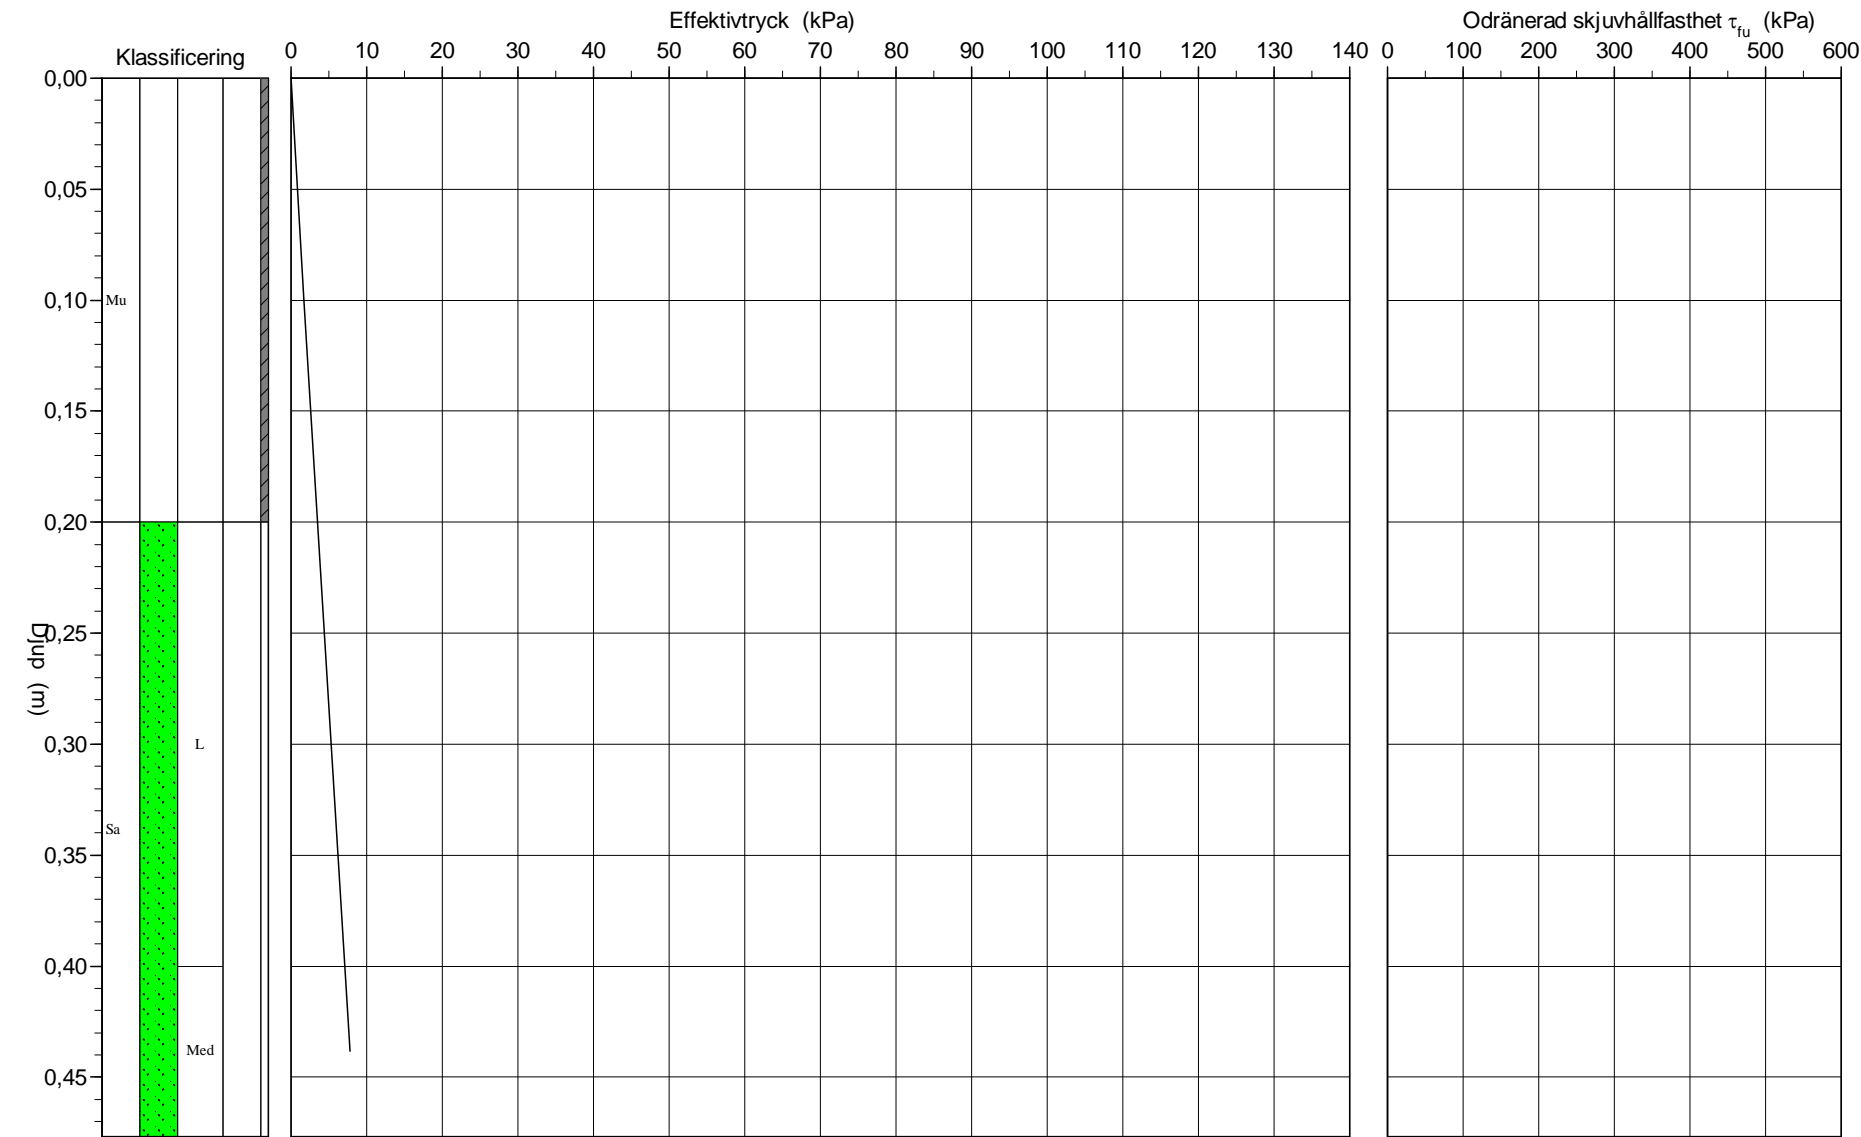 Effektivtryck (kPa)
Odränerad skjuvhållfasthet τfu (kPa)
Klassificering
0 10 20 30 40 50 60 70 80 90 100 110 120 130 140
0 100 200 300 400 500 600
0,00
0,05
0,10
Mu
0,15
0,20
0,25
Djup (m)
0,30
L
Sa
0,35
0,40
Med
0,45